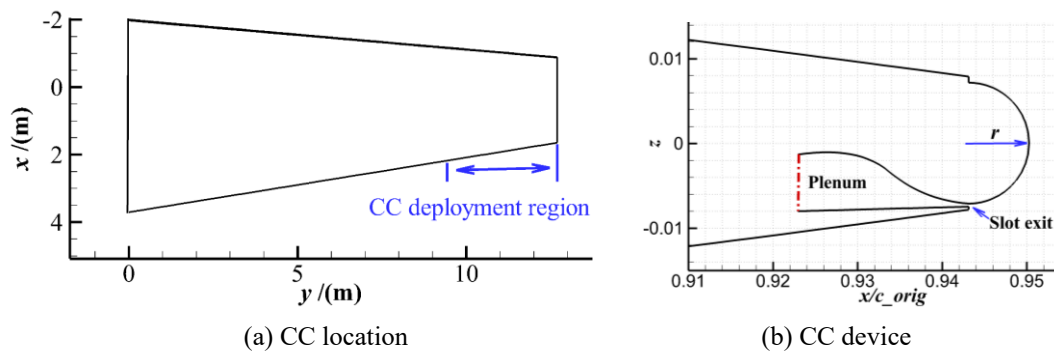 -2
0
2
4
x /(m)
0
5
10
y /(m)
CC deployment region
(a) CC location
0.01
0
-0.01
z
0.91
0.92
0.93
0.94
0.95
x/c_orig
r
Plenum
Slot exit
(b) CC device